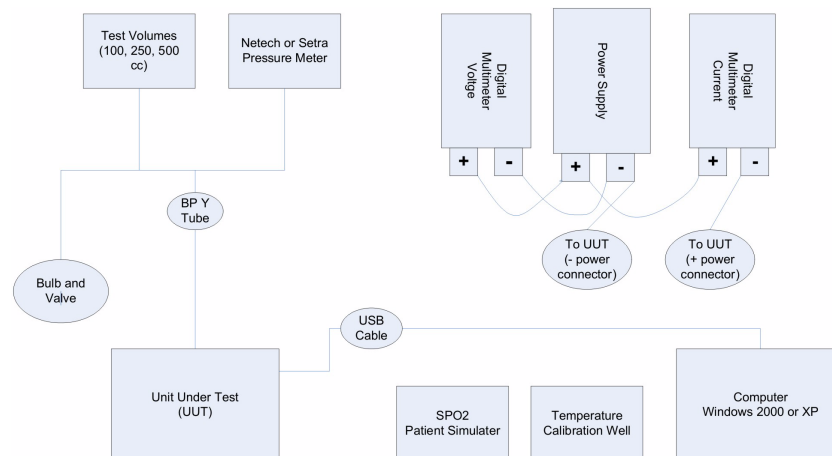 Test Volumes
(100, 250, 500
cc)
Netech or Setra
Pressure Meter
Digital
Multimeter
Voltge
Power Supply
Digital
Multimeter
Current
+
-
+
-
+
-
BP Y
Tube
To UUT
(- power
connector)
To UUT
(+ power
connector)
Bulb and
Valve
USB
Cable
Unit Under Test
(UUT)
SPO2
Patient Simulater
Temperature
Calibration Well
Computer
Windows 2000 or XP